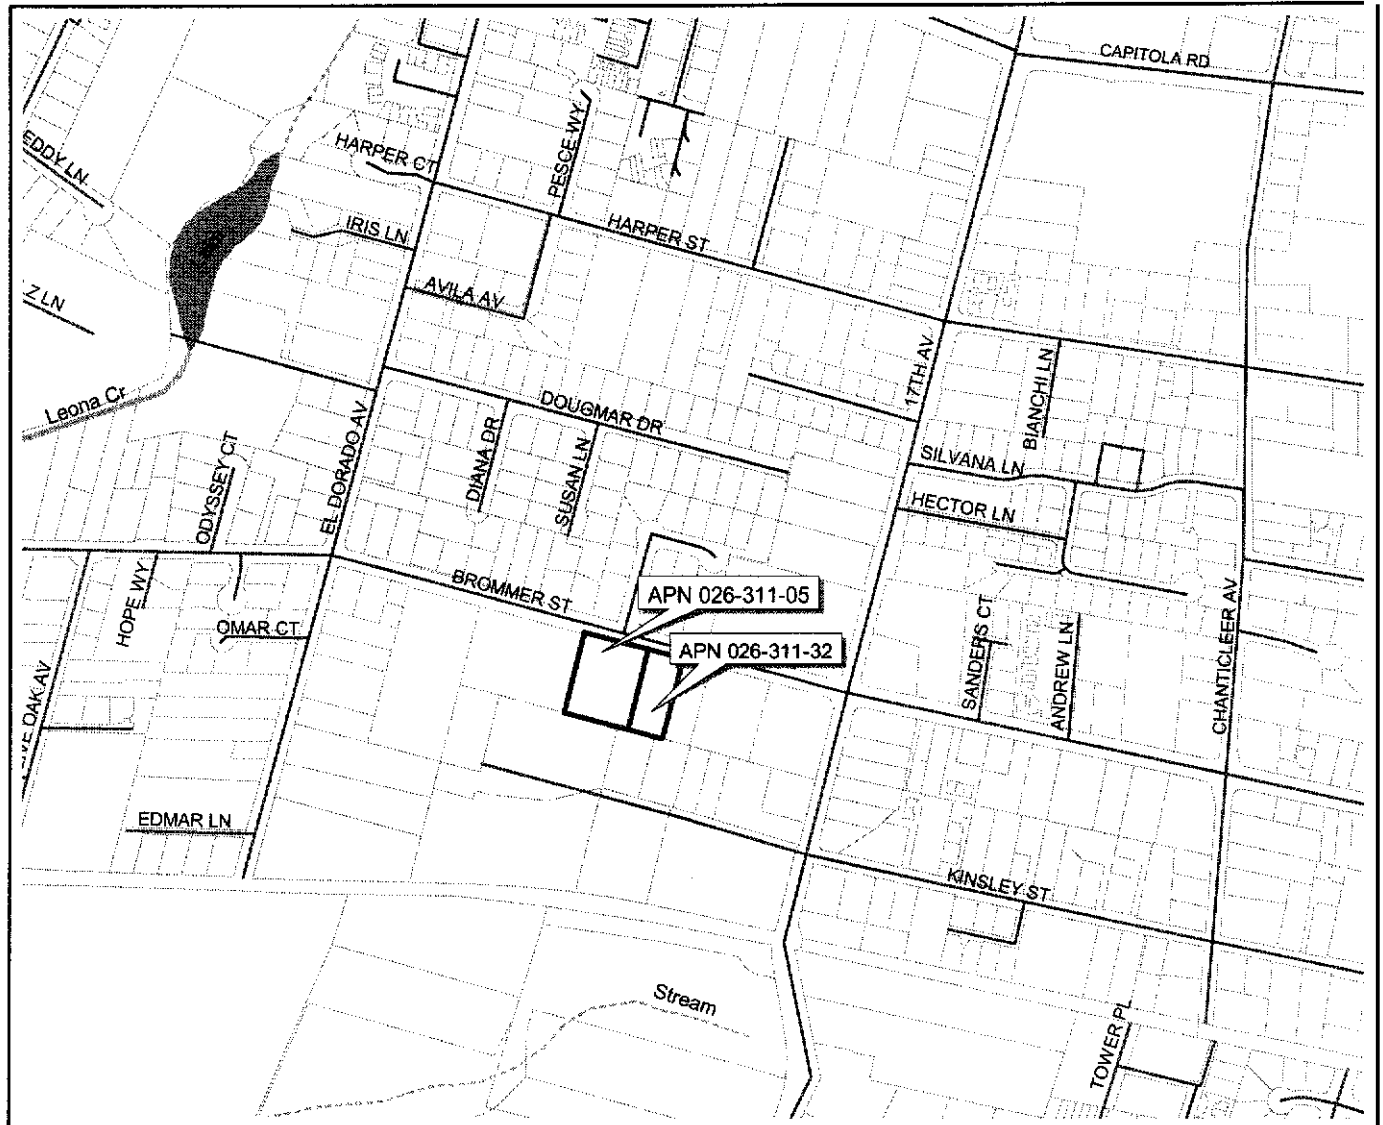 CAPITOLA RD
EDDY LN
HARPER CT
PESCE WY
IRIS LN
HARPER ST
AVILA AV
Z LN
17TH AV
BIANCHI LN
Leona Cr
EL DORADO AV
DIANA DR
DOUGMAR DR
SUSAN LN
ODYSSEY CT
SILVANA LN
HECTOR LN
HOPE WY
BROMMER ST
APN 026-311-05
OMAR CT
APN 026-311-32
SANDERS CT
ANDREW LN
CHANTICLEER AV
OAK AV
EDMAR LN
KINSLEY ST
Stream
TOWER PL